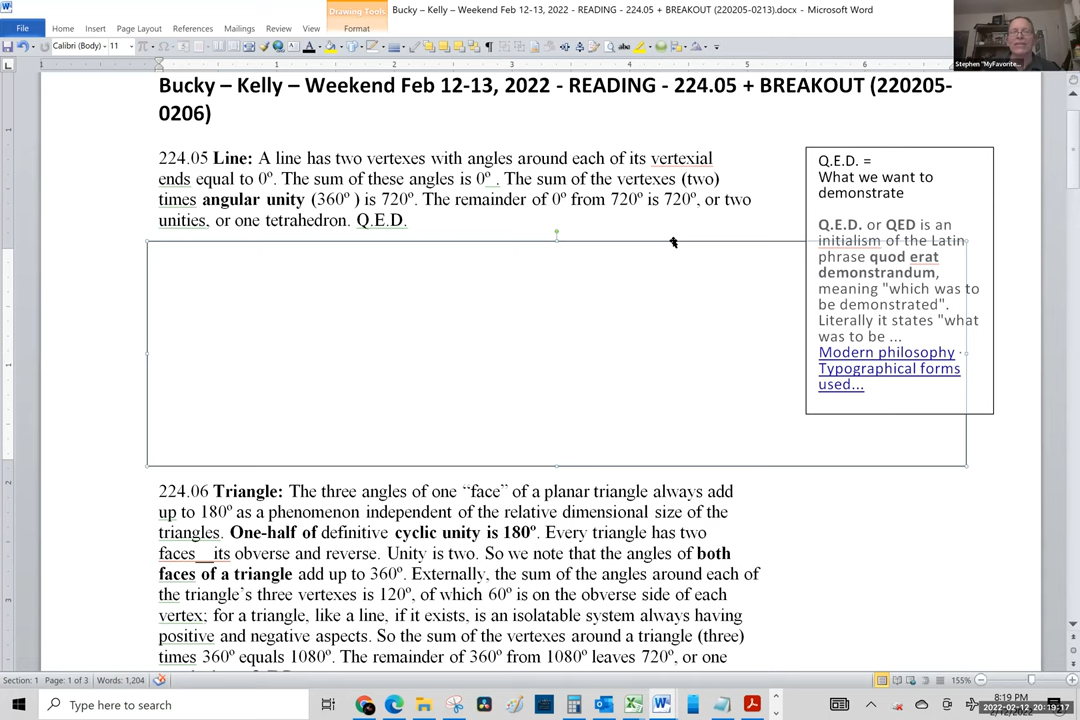 Drawing Tools
Bucky – Kelly – Weekend Feb 12-13, 2022 - READING - 224.05 + BREAKOUT (220205-0213).docx - Microsoft Word
File Home Insert Page Layout References Mailings Review View Format
Calibri (Body) 11
Stephen "MyFavorite...
1 1 2 3 4 5 6
Bucky – Kelly – Weekend Feb 12-13, 2022 - READING - 224.05 + BREAKOUT (220205-
0206)
224.05 Line: A line has two vertexes with angles around each of its vertexial
ends equal to 0º. The sum of these angles is 0º . The sum of the vertexes (two)
times angular unity (360º ) is 720º. The remainder of 0º from 720º is 720º, or two
unities, or one tetrahedron. Q.E.D.
Q.E.D. =
What we want to
demonstrate
Q.E.D. or QED is an
initialism of the Latin
phrase quod erat
demonstrandum,
meaning "which was to
be demonstrated".
Literally it states "what
was to be ...
Modern philosophy ·
Typographical forms
used...
224.06 Triangle: The three angles of one “face” of a planar triangle always add
up to 180º as a phenomenon independent of the relative dimensional size of the
triangles. One-half of definitive cyclic unity is 180º. Every triangle has two
faces__its obverse and reverse. Unity is two. So we note that the angles of both
faces of a triangle add up to 360º. Externally, the sum of the angles around each of
the triangle`s three vertexes is 120º, of which 60º is on the obverse side of each
vertex; for a triangle, like a line, if it exists, is an isolatable system always having
positive and negative aspects. So the sum of the vertexes around a triangle (three)
times 360º equals 1080º. The remainder of 360º from 1080º leaves 720º, or one
Section: 1 Page: 1 of 3 Words: 1,204 155%
Type here to search
8:19 PM
2022-02-12 20:19:17